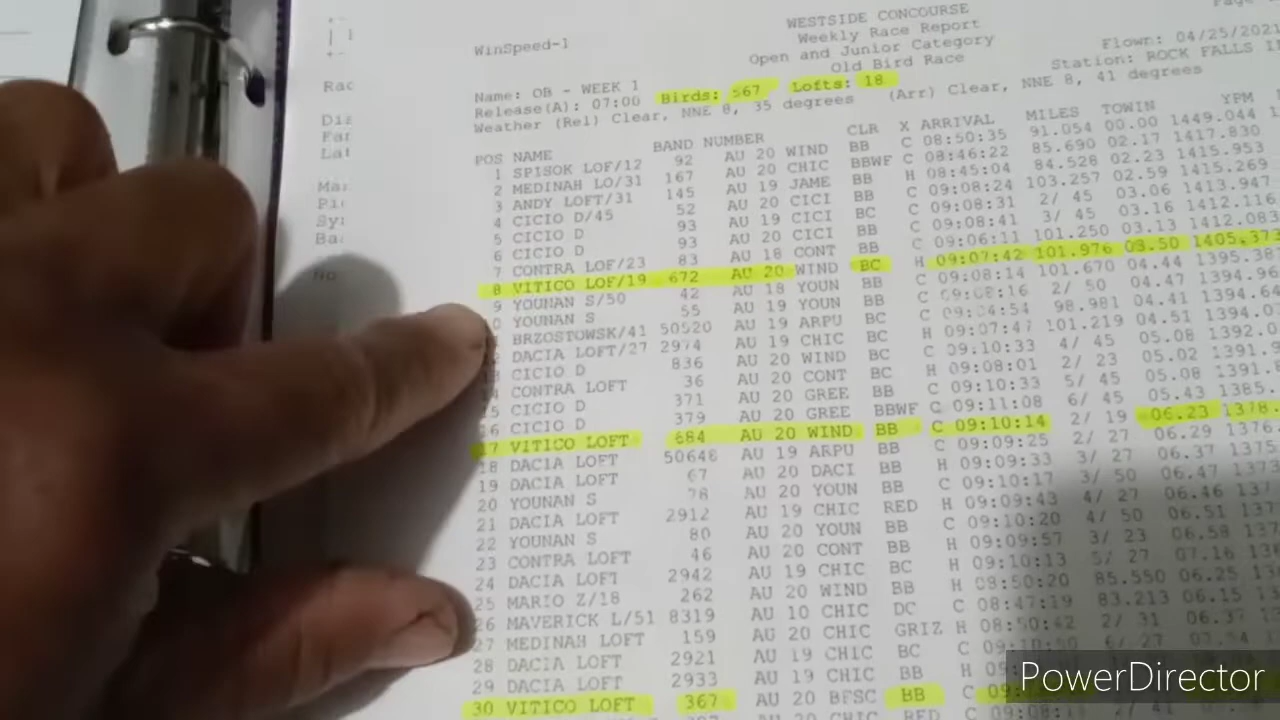 WESTSIDE CONCOURSE
WinSpeed-1 Weekly Race Report
Open and Junior Category Flown: 04/25/2021
Old Bird Race Station: ROCK FALLS
Name: OB - WEEK 1 Birds: 567 Lofts: 18
Release(A): 07:00
Weather (Rel) Clear, NNE 8, 35 degrees (Arr) Clear, NNE 8, 41 degrees
POS NAME BAND NUMBER CLR X ARRIVAL MILES TOWIN YPM
1 SPISOK LOF/12 92 AU 20 WIND BB C 08:50:35 91.054 00.00 1449.044
2 MEDINAH LO/31 167 AU 20 CHIC BBWF C 08:46:22 85.690 02.17 1417.830
3 ANDY LOFT/31 145 AU 19 JAME BB H 08:45:04 84.528 02.23 1415.953
4 CICIO D/45 52 AU 20 CICI BB C 09:08:24 103.257 02.59 1415.269
5 CICIO D 93 AU 19 CICI BC C 09:08:31 2/ 45 03.06 1413.947
6 CICIO D 93 AU 20 CICI BB C 09:08:41 3/ 45 03.16 1412.116
7 CONTRA LOF/23 83 AU 18 CONT BB C 09:06:11 101.250 03.13 1412.083
8 VITICO LOF/19 672 AU 20 WIND BC H 09:07:42 101.976 03.50 1405.373
9 YOUNAN S/50 42 AU 18 YOUN BB C 09:08:14 101.670 04.44 1395.38
YOUNAN S 55 AU 19 YOUN BB C 09:08:16 2/ 50 04.47 1394.96
BRZOSTOWSK/41 50520 AU 19 ARPU BC C 98.981 04.41 1394.64
DACIA LOFT/27 2974 AU 19 CHIC BC H 09:07:47 101.219 04.51 1394.0
CICIO D 836 AU 20 WIND BC C 09:10:33 4/ 45 05.08 1392.0
14 CONTRA LOFT 36 AU 20 CONT BC H 09:08:01 2/ 23 05.02 1391.9
15 CICIO D 371 AU 20 GREE BB C 09:10:33 5/ 45 05.08 1391.
16 CICIO D 379 AU 20 GREE BBWF C 09:11:08 6/ 45 05.43 1385.
17 VITICO LOFT 684 AU 20 WIND BB C 09:10:14 2/ 19 06.23 1378.
18 DACIA LOFT 50648 AU 19 ARPU BB C 09:09:25 2/ 27 06.29 1376.
19 DACIA LOFT 67 AU 20 DACI BB H 09:09:33 3/ 27 06.37 1375
20 YOUNAN S 78 AU 20 YOUN BB C 09:10:17 3/ 50 06.47 1373
21 DACIA LOFT 2912 AU 19 CHIC RED H 09:09:43 4/ 27 06.46 137
22 YOUNAN S 80 AU 20 YOUN BB C 09:10:20 4/ 50 06.51 137
23 CONTRA LOFT 46 AU 20 CONT BB C 09:09:57 3/ 23 06.58 13
24 DACIA LOFT 2942 AU 19 CHIC BC H 09:10:13 5/ 27 07.16
25 MARIO Z/18 262 AU 20 WIND BB H 08:50:20 85.550 06.25
26 MAVERICK L/51 8319 AU 10 CHIC DC C 08:47:19 83.213 06.15
27 MEDINAH LOFT 159 AU 20 CHIC GRIZ H 08:50:42 2/ 31 06.37
28 DACIA LOFT 2921 AU 19 CHIC BC C 6/ 27
29 DACIA LOFT 2933 AU 19 CHIC BB H
30 VITICO LOFT 367 AU 20 BFSC BB C
PowerDirector